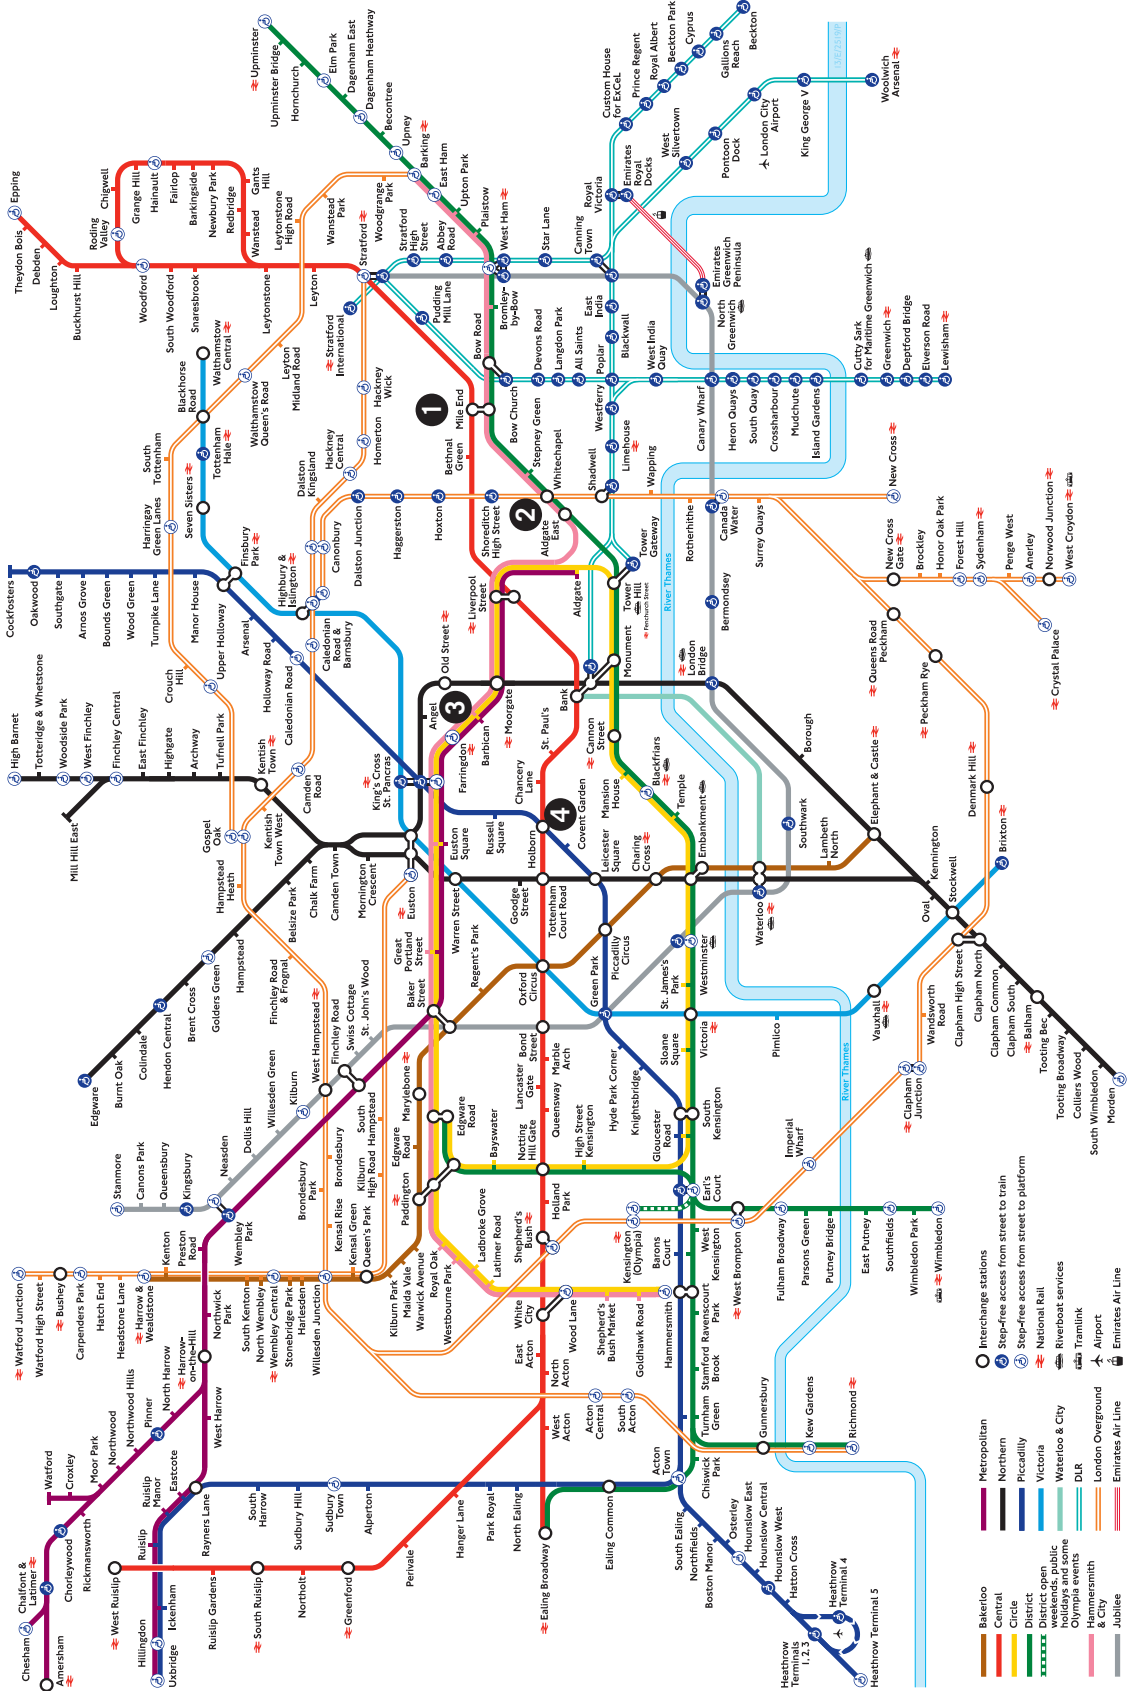 Chesham
Chalfont &
Latimer
Amersham
Chorleywood
Rickmansworth
Watford
Croxley
Moor Park
Northwood
Northwood Hills
Pinner
North Harrow
Harrow-
on-the-Hill
Northwick
Park
Preston
Road
Wembley
Park
Hillingdon
Uxbridge
Ickenham
Ruislip
Ruislip
Manor
Eastcote
Rayners Lane
West Harrow
West Ruislip
Ruislip Gardens
South Ruislip
Northolt
Greenford
Perivale
Hanger Lane
South
Harrow
Sudbury Hill
Sudbury
Town
Alperton
Park Royal
North Ealing
Ealing Broadway
Ealing Common
Watford Junction
Watford High Street
Bushey
Carpenders Park
Hatch End
Headstone Lane
Harrow &
Wealdstone
Kenton
South Kenton
North Wembley
Wembley Central
Stonebridge Park
Harlesden
Willesden Junction
Kensal Rise
Kensal Green
Queen's Park
Kilburn Park
Maida Vale
Warwick Avenue
Royal Oak
Westbourne Park
Ladbroke Grove
Latimer Road
Brondesbury
Park
Brondesbury
Kilburn
High Road
South
Hampstead
Stanmore
Canons Park
Queensbury
Kingsbury
Neasden
Dollis Hill
Willesden Green
Kilburn
West Hampstead
Finchley Road
Swiss Cottage
St. John's Wood
Finchley Road
& Frognal
Edgware
Burnt Oak
Colindale
Hendon Central
Brent Cross
Golders Green
Hampstead
Belsize Park
Chalk Farm
Camden Town
Mornington
Crescent
Hampstead
Heath
Gospel
Oak
Kentish
Town West
Camden
Road
Mill Hill East
High Barnet
Totteridge & Whetstone
Woodside Park
West Finchley
Finchley Central
East Finchley
Highgate
Archway
Tufnell Park
Kentish
Town
Crouch
Hill
Upper Holloway
Caledonian Road
Holloway Road
Arsenal
Caledonian
Road &
Barnsbury
Highbury &
Islington
Canonbury
Cockfosters
Oakwood
Southgate
Arnos Grove
Bounds Green
Wood Green
Turnpike Lane
Manor House
Finsbury
Park
Harringay
Green Lanes
Seven Sisters
South
Tottenham
Tottenham
Hale
Blackhorse
Road
Walthamstow
Central
Walthamstow
Queen's Road
Leyton
Midland Road
Leytonstone
High Road
Wanstead
Park
Woodgrange
Park
Dalston
Kingsland
Hackney
Central
Homerton
Hackney
Wick
Dalston Junction
Haggerston
Hoxton
Shoreditch
High Street
Epping
Theydon Bois
Debden
Loughton
Buckhurst Hill
Roding
Valley
Chigwell
Grange Hill
Hainault
Fairlop
Barkingside
Newbury Park
Redbridge
Gants
Hill
Wanstead
Woodford
South Woodford
Snaresbrook
Leytonstone
Leyton
Stratford
Stratford
International
Stratford
High
Street
Abbey
Road
Pudding
Mill Lane
Upminster
Upminster Bridge
Hornchurch
Elm Park
Dagenham East
Dagenham Heathway
Becontree
Upney
Barking
East Ham
Upton Park
Plaistow
West Ham
Bromley-
by-Bow
Bow Road
1
Mile End
Bow Church
Stepney Green
Whitechapel
2
Aldgate
East
Bethnal
Green
Liverpool
Street
Aldgate
Old Street
3
Moorgate
Barbican
Farringdon
Angel
King's Cross
St. Pancras
Euston
Euston
Square
Warren Street
Great
Portland
Street
Baker
Street
Regent's Park
Marylebone
Edgware
Road
Edgware
Road
Paddington
Bayswater
Notting
Hill Gate
High Street
Kensington
Shepherd's
Bush
Holland
Park
Queensway
Lancaster
Gate
Marble
Arch
Bond
Street
Oxford
Circus
Tottenham
Court Road
Goodge
Street
Holborn
4
Russell
Square
Chancery
Lane
St. Paul's
Bank
Covent Garden
Leicester
Square
Charing
Cross
Piccadilly
Circus
Green Park
Hyde Park Corner
Knightsbridge
Gloucester
Road
South
Kensington
Sloane
Square
Victoria
St. James's
Park
Westminster
Embankment
Temple
Blackfriars
Mansion
House
Cannon
Street
Monument
Tower
Hill
Fenchurch Street
Tower
Gateway
White
City
Wood Lane
Shepherd's
Bush Market
Goldhawk Road
Hammersmith
East
Acton
North
Acton
West
Acton
Acton
Central
South
Acton
Acton
Town
Chiswick
Park
Turnham
Green
Stamford
Brook
Ravenscourt
Park
Barons
Court
West
Kensington
Earl's
Court
Kensington
(Olympia)
West Brompton
Fulham Broadway
Parsons Green
Putney Bridge
East Putney
Southfields
Wimbledon Park
Wimbledon
Imperial
Wharf
Gunnersbury
Kew Gardens
Richmond
South Ealing
Northfields
Boston Manor
Osterley
Hounslow East
Hounslow Central
Hounslow West
Hatton Cross
Heathrow
Terminal 4
Heathrow
Terminals
1, 2, 3
Heathrow Terminal 5
Pimlico
Vauxhall
Waterloo
Southwark
Lambeth
North
Elephant & Castle
Borough
London
Bridge
Bermondsey
Kennington
Oval
Stockwell
Brixton
Clapham
Junction
Wandsworth
Road
Clapham High Street
Clapham North
Clapham Common
Clapham South
Balham
Tooting Bec
Tooting Broadway
Colliers Wood
South Wimbledon
Morden
Denmark Hill
Peckham Rye
Queens Road
Peckham
Shadwell
Limehouse
Westferry
Poplar
Wapping
Rotherhithe
Canada
Water
Surrey Quays
New Cross
New Cross
Gate
Brockley
Honor Oak Park
Forest Hill
Sydenham
Penge West
Anerley
Norwood Junction
West Croydon
Crystal Palace
Devons Road
Langdon Park
All Saints
Blackwall
East
India
Canning
Town
Star Lane
West India
Quay
Canary Wharf
Heron Quays
South Quay
Crossharbour
Mudchute
Island Gardens
Cutty Sark
for Maritime Greenwich
Greenwich
Deptford Bridge
Elverson Road
Lewisham
North
Greenwich
Emirates
Greenwich
Peninsula
Royal
Victoria
Emirates
Royal
Docks
Custom House
for ExCeL
Prince Regent
Royal Albert
Beckton Park
Cyprus
Gallions
Reach
Beckton
West
Silvertown
Pontoon
Dock
London City
Airport
King George V
Woolwich
Arsenal
River Thames
River Thames
Bakerloo
Central
Circle
District
District open
weekends, public
holidays and some
Olympia events
Hammersmith
& City
Jubilee
Metropolitan
Northern
Piccadilly
Victoria
Waterloo & City
DLR
London Overground
Emirates Air Line
Interchange stations
Step-free access from street to train
Step-free access from street to platform
National Rail
Riverboat services
Tramlink
Airport
Emirates Air Line